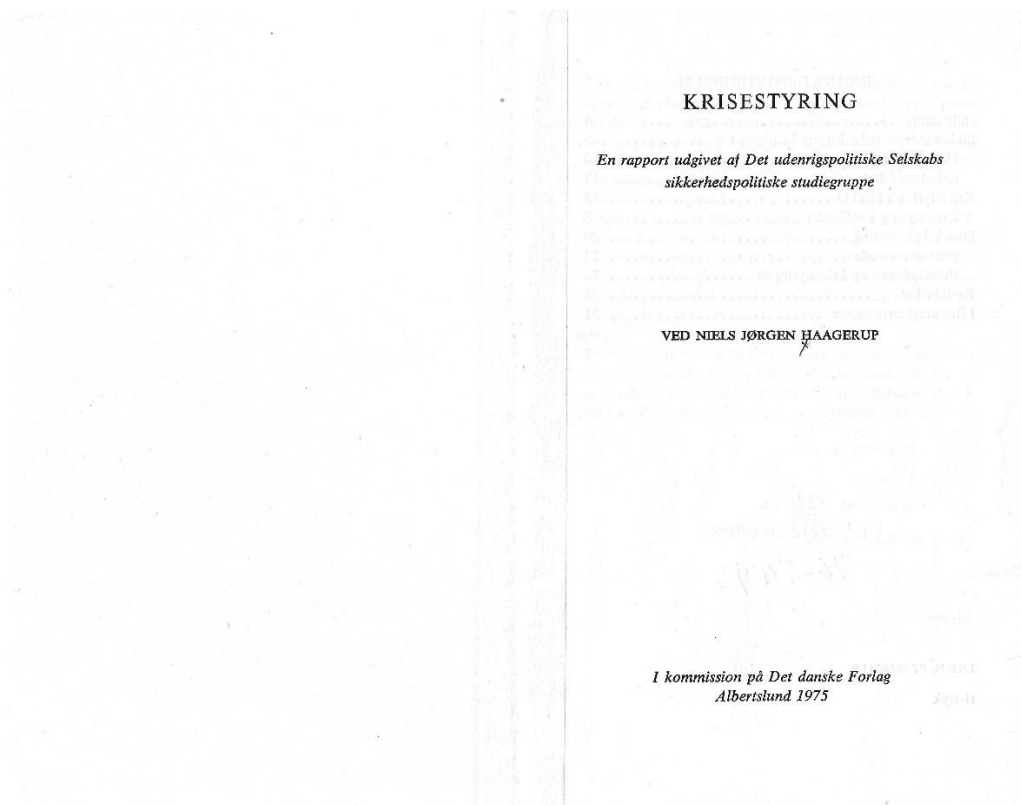 KRISESTYRING
En rapport udgivet af Det udenrigspolitiske Selskabs
sikkerhedspolitiske studiegruppe
VED NIELS JØRGEN HAAGERUP
I kommission på Det danske Forlag
Albertslund 1975